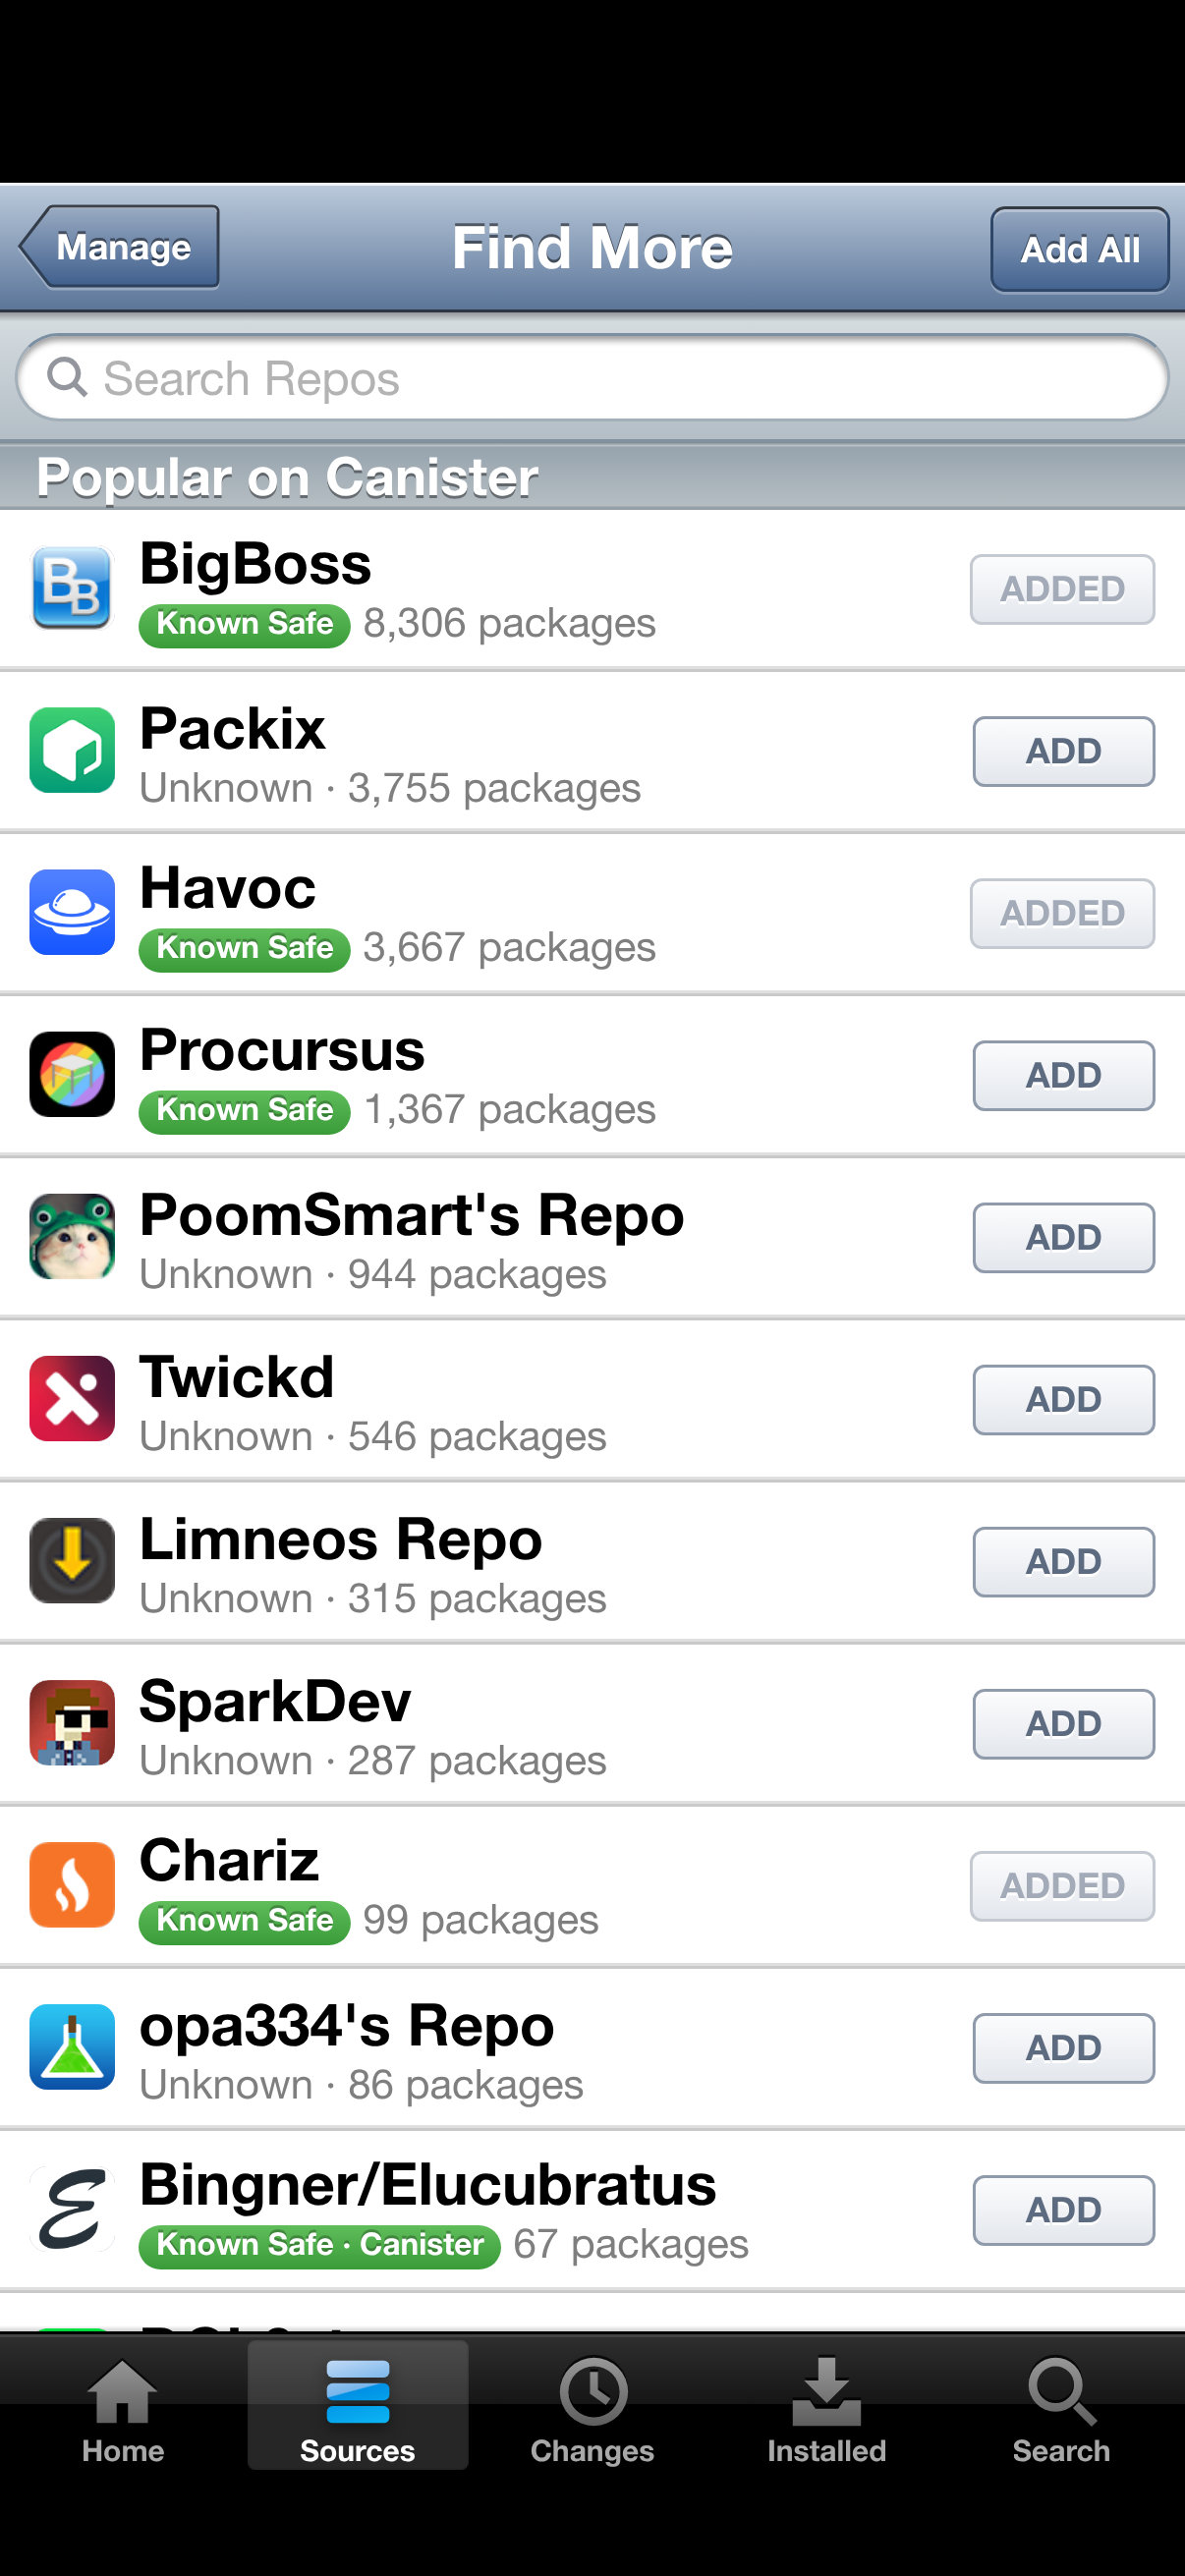 Manage
Find More
Add All
Search Repos
Popular on Canister
BB
BigBoss
Known Safe 8,306 packages
ADDED
Packix
Unknown · 3,755 packages
ADD
Havoc
Known Safe 3,667 packages
ADDED
Procursus
Known Safe 1,367 packages
ADD
PoomSmart's Repo
Unknown · 944 packages
ADD
Twickd
Unknown · 546 packages
ADD
Limneos Repo
Unknown · 315 packages
ADD
SparkDev
Unknown · 287 packages
ADD
Chariz
Known Safe 99 packages
ADDED
opa334's Repo
Unknown · 86 packages
ADD
Bingner/Elucubratus
Known Safe · Canister 67 packages
ADD
Home
Sources
Changes
Installed
Search